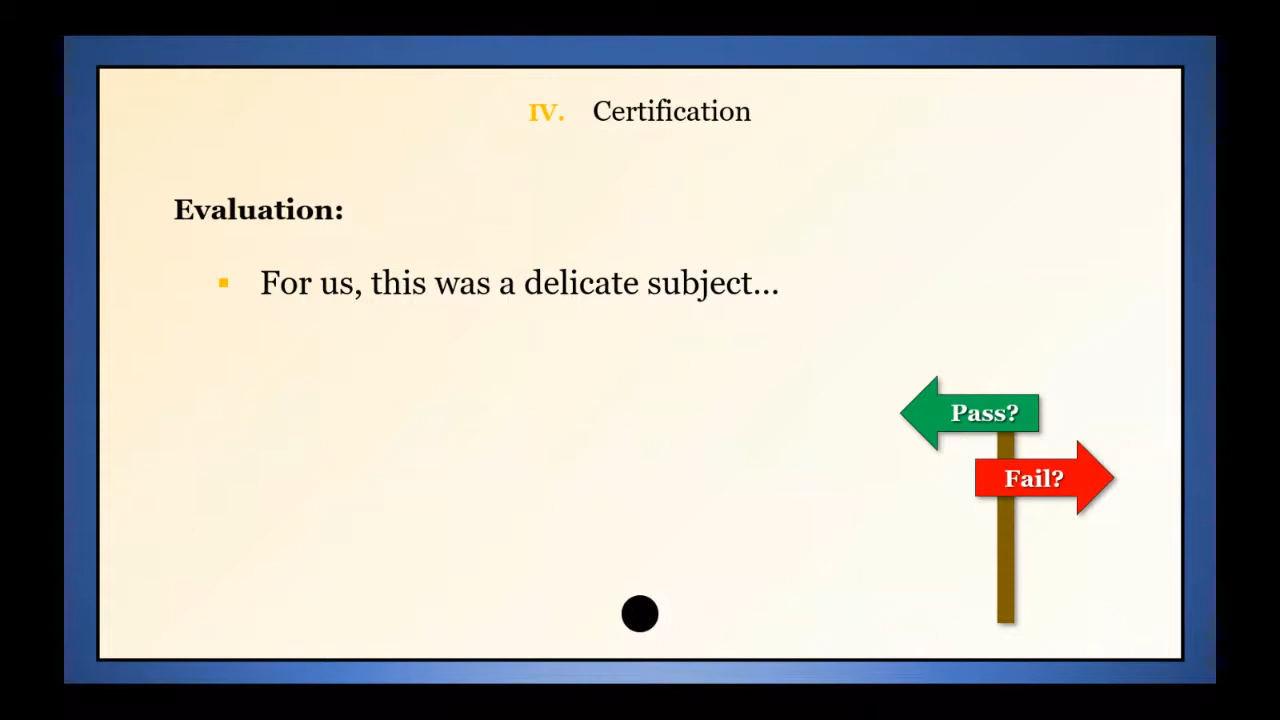 IV. Certification
Evaluation:
▪ For us, this was a delicate subject...
Pass?
Fail?